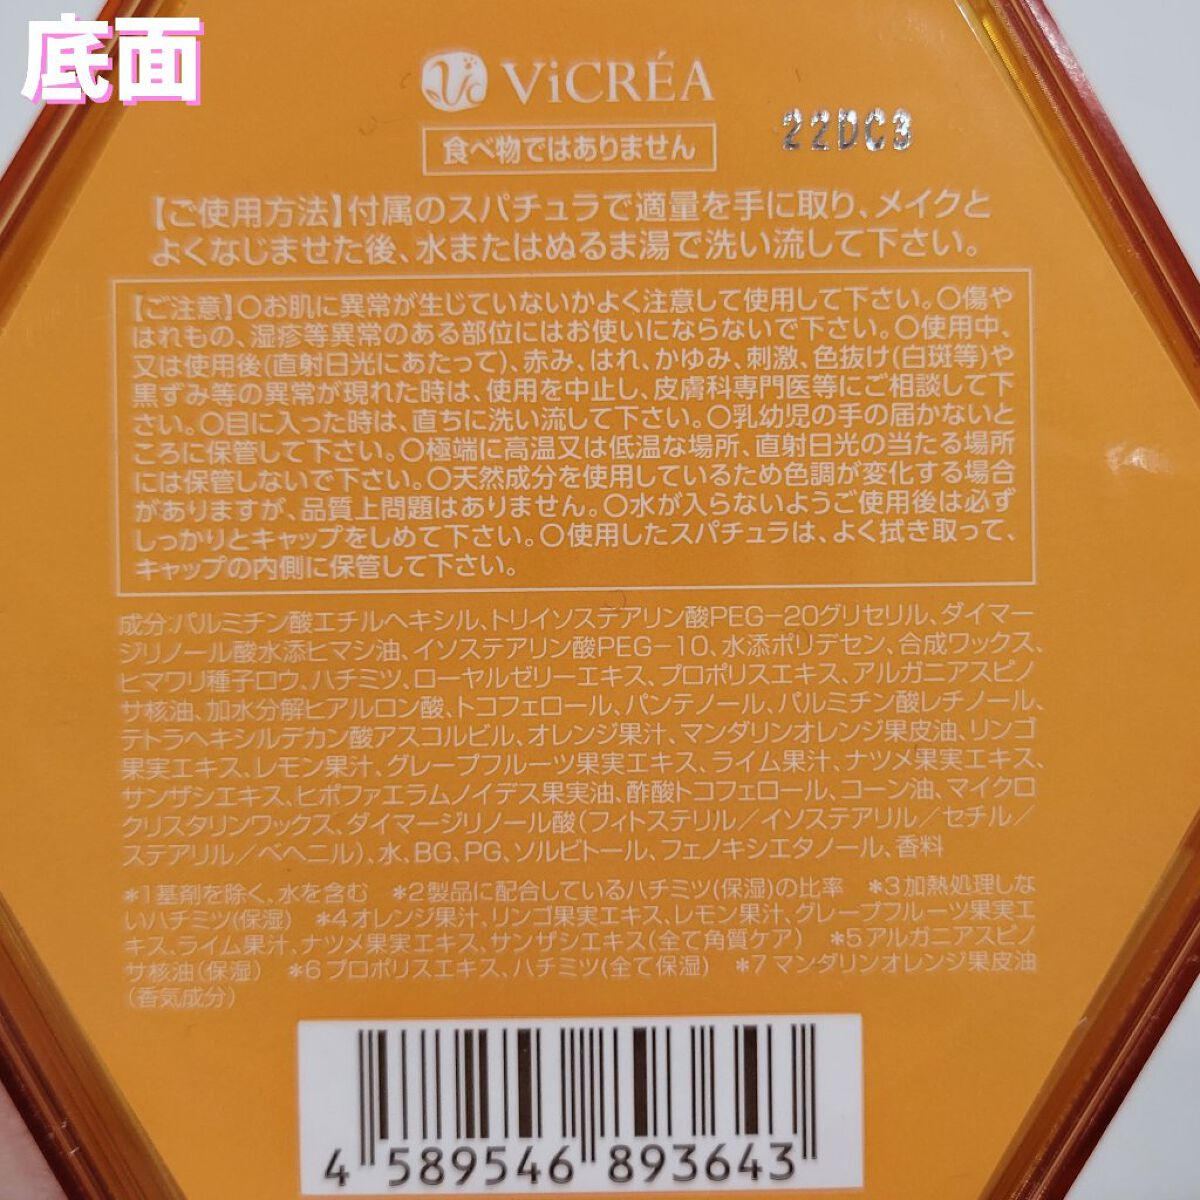 底面
ViCRÉA
22DC3
食べ物ではありません
【ご使用方法】付属のスパチュラで適量を手に取り、メイクと
よくなじませた後、水またはぬるま湯で洗い流して下さい。
【ご注意】〇お肌に異常が生じていないかよく注意して使用して下さい。〇傷や
はれもの、湿疹等異常のある部位にはお使いにならないで下さい。〇使用中、
又は使用後(直射日光にあたって)、赤み、はれ、かゆみ、刺激、色抜け(白斑等)や
黒ずみ等の異常が現れた時は、使用を中止し、皮膚科専門医等にご相談して下
さい。〇目に入った時は、直ちに洗い流して下さい。〇乳幼児の手の届かないと
ころに保管して下さい。〇極端に高温又は低温な場所、直射日光の当たる場所
には保管しないで下さい。〇天然成分を使用しているため色調が変化する場合
がありますが、品質上問題はありません。〇水が入らないようご使用後は必ず
しっかりとキャップをしめて下さい。〇使用したスパチュラは、よく拭き取って、
キャップの内側に保管して下さい。
成分:パルミチン酸エチルヘキシル、トリイソステアリン酸PEG-20グリセリル、ダイマー
ジリノール酸水添ヒマシ油、イソステアリン酸PEG-10、水添ポリデセン、合成ワックス、
ヒマワリ種子ロウ、ハチミツ、ローヤルゼリーエキス、プロポリスエキス、アルガニアスピノ
サ核油、加水分解ヒアルロン酸、トコフェロール、パンテノール、パルミチン酸レチノール、
テトラヘキシルデカン酸アスコルビル、オレンジ果汁、マンダリンオレンジ果皮油、リンゴ
果実エキス、レモン果汁、グレープフルーツ果実エキス、ライム果汁、ナツメ果実エキス、
サンザシエキス、ヒポファエラムノイデス果実油、酢酸トコフェロール、コーン油、マイクロ
クリスタリンワックス、ダイマージリノール酸(フィトステリル/イソステアリル/セチル/
ステアリル/ベヘニル)、水、BG、PG、ソルビトール、フェノキシエタノール、香料
*1基剤を除く、水を含む *2製品に配合しているハチミツ(保湿)の比率 *3加熱処理しな
いハチミツ(保湿) *4オレンジ果汁、リンゴ果実エキス、レモン果汁、グレープフルーツ果実エ
キス、ライム果汁、ナツメ果実エキス、サンザシエキス(全て角質ケア) *5アルガニアスピノ
サ核油(保湿) *6プロポリスエキス、ハチミツ(全て保湿) *7マンダリンオレンジ果皮油
(香気成分)
4 589546 893643